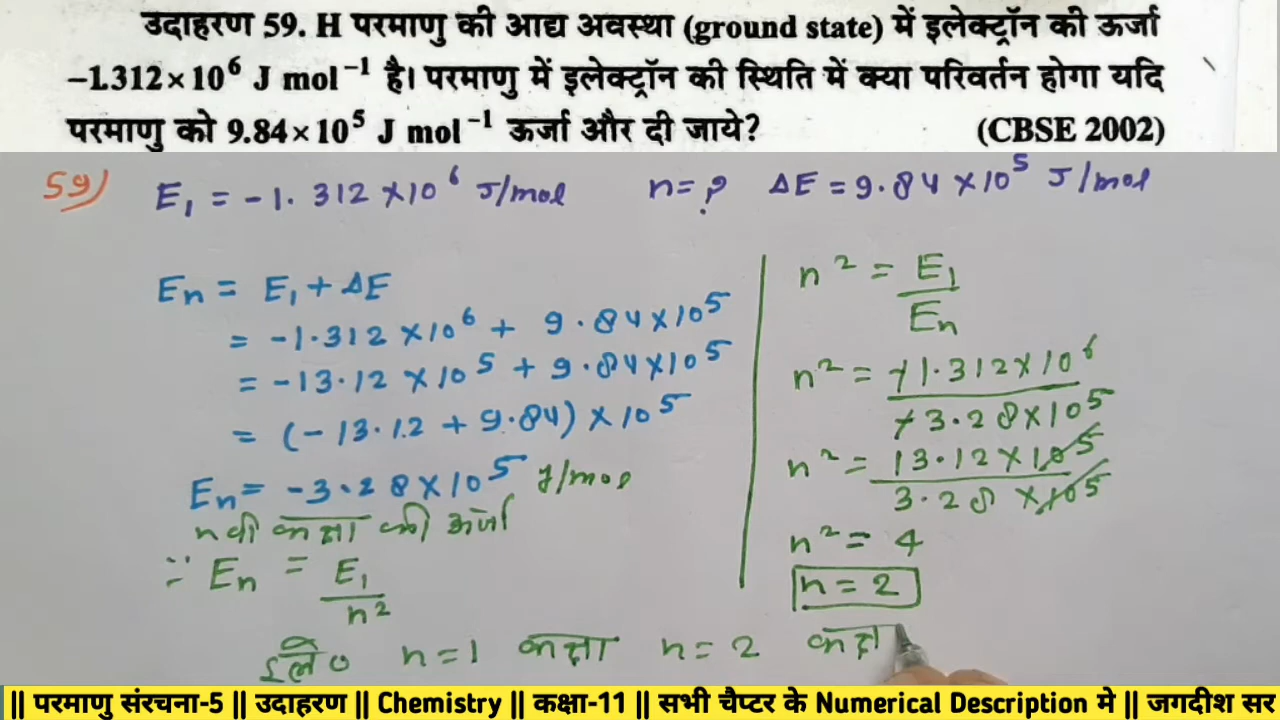 उदाहरण 59. H परमाणु की आद्य अवस्था (ground state) में इलेक्ट्रॉन की ऊर्जा
−1.312×10⁶ J mol⁻¹ है। परमाणु में इलेक्ट्रॉन की स्थिति में क्या परिवर्तन होगा यदि
परमाणु को 9.84×10⁵ J mol⁻¹ ऊर्जा और दी जाये? (CBSE 2002)
59) E₁ = -1.312 ×10⁶ J/mol n=? ΔE = 9.84 ×10⁵ J/mol
En = E₁ + ΔE
= -1.312 ×10⁶ + 9.84×10⁵
= -13.12 ×10⁵ + 9.84×10⁵
= (-13.12 + 9.84) ×10⁵
En = -3.28×10⁵ J/mol
nवी कक्षा की ऊर्जा
∵ En = E₁/n²
n² = E₁/En
n² = -1.312×10⁶/-3.28×10⁵
n² = 13.12×10⁵/3.28×10⁵
n² = 4
n = 2
इले० n=1 कक्षा n=2 कक्षा
|| परमाणु संरचना-5 || उदाहरण || Chemistry || कक्षा-11 || सभी चैप्टर के Numerical Description मे || जगदीश सर